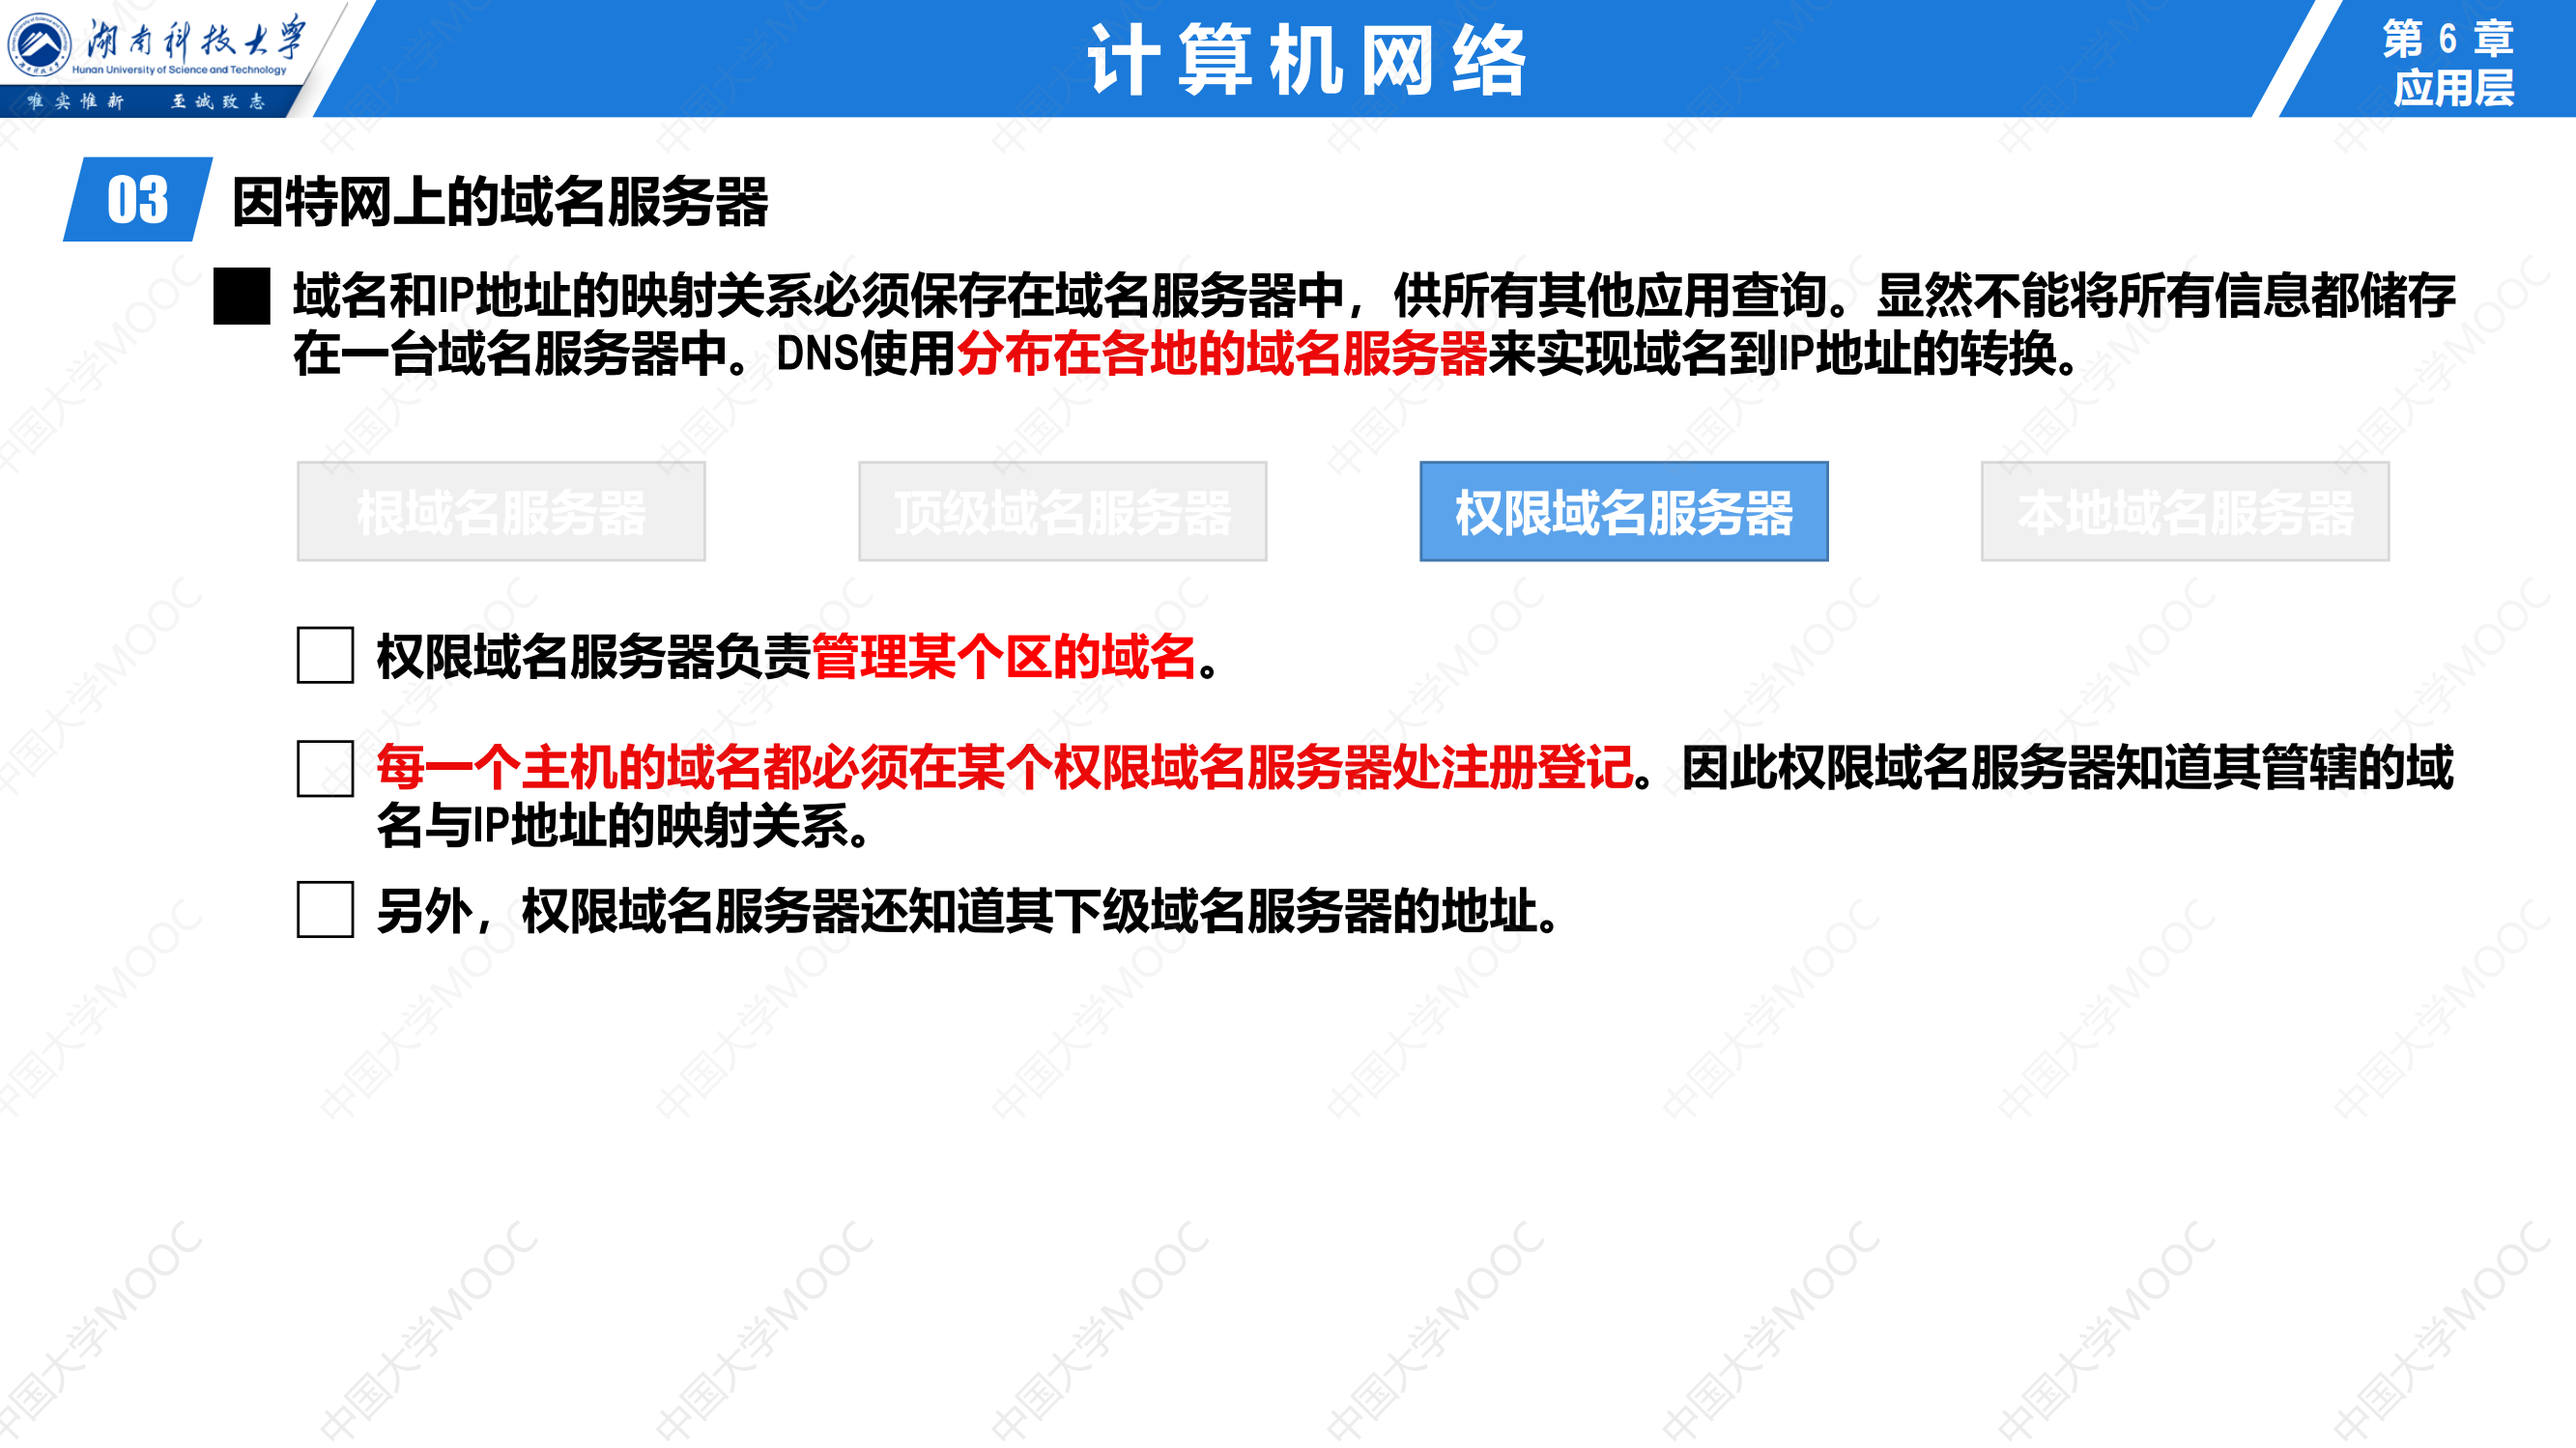 湖南科技大学
Hunan University of Science and Technology
唯实惟新 至诚致志
计算机网络
第 6 章
应用层
03 因特网上的域名服务器
域名和IP地址的映射关系必须保存在域名服务器中，供所有其他应用查询。显然不能将所有信息都储存
在一台域名服务器中。DNS使用分布在各地的域名服务器来实现域名到IP地址的转换。
根域名服务器 顶级域名服务器 权限域名服务器 本地域名服务器
权限域名服务器负责管理某个区的域名。
每一个主机的域名都必须在某个权限域名服务器处注册登记。因此权限域名服务器知道其管辖的域
名与IP地址的映射关系。
另外，权限域名服务器还知道其下级域名服务器的地址。
中国大学MOOC